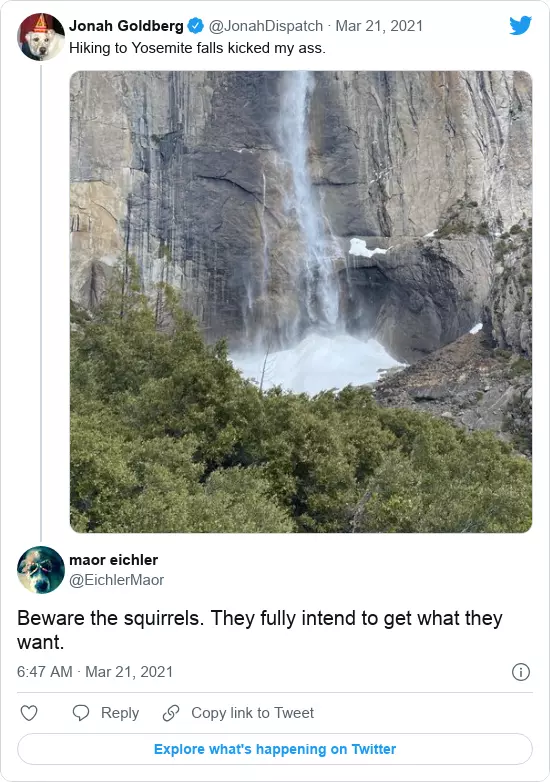 Jonah Goldberg @JonahDispatch · Mar 21, 2021
Hiking to Yosemite falls kicked my ass.
maor eichler
@EichlerMaor
Beware the squirrels. They fully intend to get what they
want.
6:47 AM · Mar 21, 2021
Reply
Copy link to Tweet
Explore what's happening on Twitter